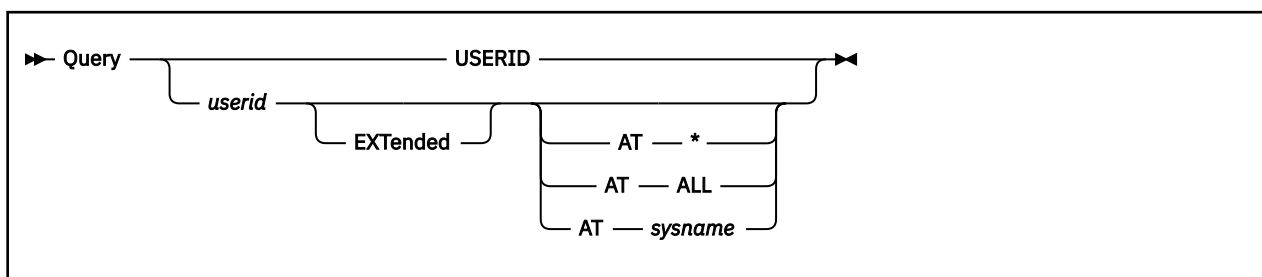 Query USERID
userid
EXTended AT *
AT ALL
AT sysname